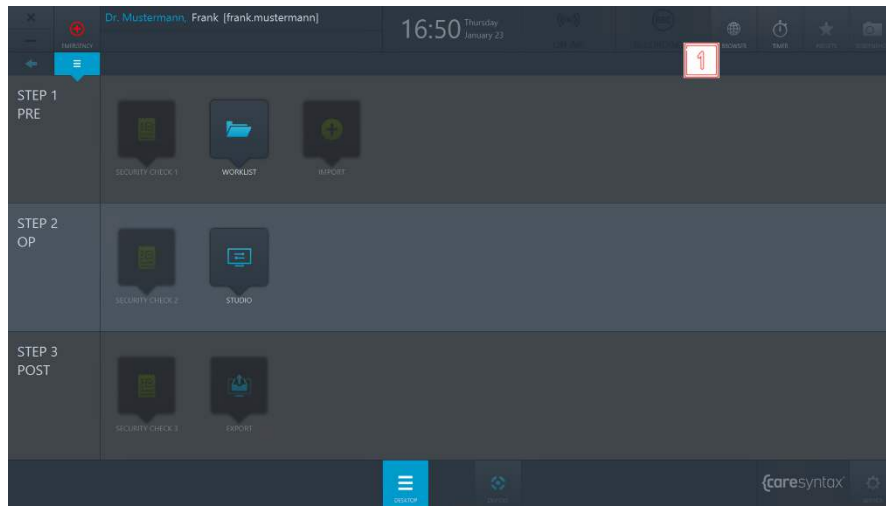 Dr. Mustermann, Frank [frank.mustermann]
16:50 Thursday
January 23
EMERGENCY
BROWSER
TIMER
1
STEP 1
PRE
SECURITY CHECK 1
WORKLIST
IMPORT
STEP 2
OP
SECURITY CHECK 2
STUDIO
STEP 3
POST
SECURITY CHECK 3
EXPORT
DESKTOP
{caresyntax